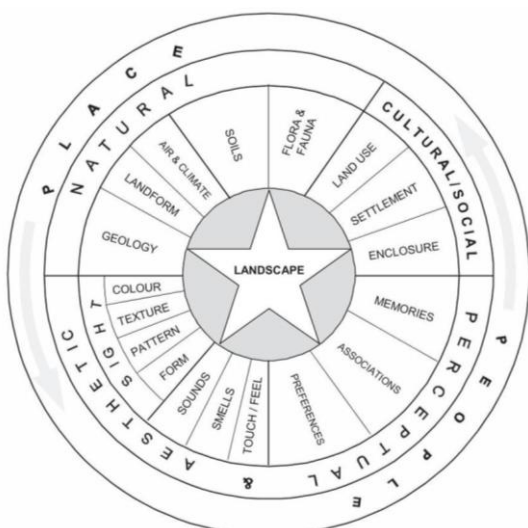 PLACE
NATURAL
CULTURAL/SOCIAL
GEOLOGY
LANDFORM
AIR & CLIMATE
SOILS
FLORA &
FAUNA
LAND USE
SETTLEMENT
ENCLOSURE
LANDSCAPE
MEMORIES
ASSOCIATIONS
PREFERENCES
TOUCH / FEEL
SMELLS
SOUNDS
FORM
PATTERN
TEXTURE
COLOUR
SIGHT
AESTHETIC & PERCEPTUAL
PEOPLE